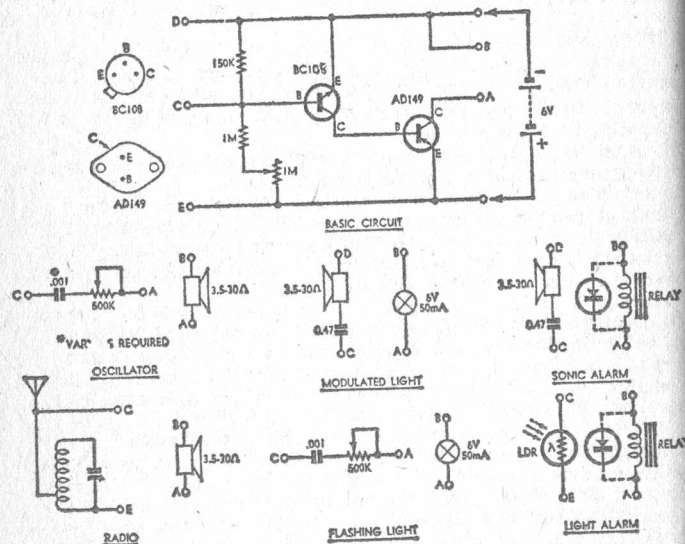 D
B
E
C
BC108
C
E
B
AD149
150K
C
1M
1M
E
BC108
B
E
C
AD149
B
C
E
B
A
-
6V
+
BASIC CIRCUIT
C
.001
500K
A
B
3.5-30Ω
A
S REQUIRED
OSCILLATOR
D
3.5-30Ω
0.47
C
B
6V
50mA
A
MODULATED LIGHT
D
3.5-30Ω
0.47
C
B
RELAY
A
SONIC ALARM
C
E
B
3.5-30Ω
A
RADIO
C
.001
500K
A
B
6V
50mA
A
FLASHING LIGHT
C
LDR
λ
E
B
RELAY
A
LIGHT ALARM